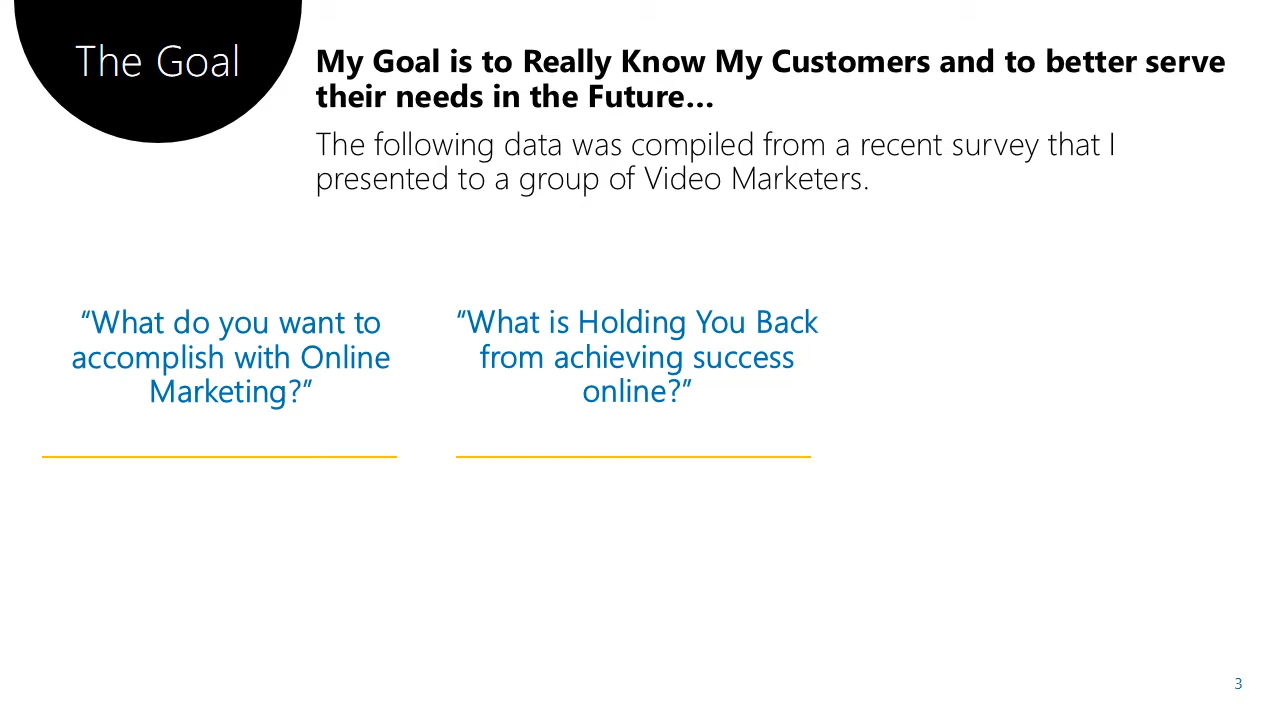 The Goal
My Goal is to Really Know My Customers and to better serve
their needs in the Future…
The following data was compiled from a recent survey that I
presented to a group of Video Marketers.
“What do you want to
accomplish with Online
Marketing?”
“What is Holding You Back
from achieving success
online?”
3